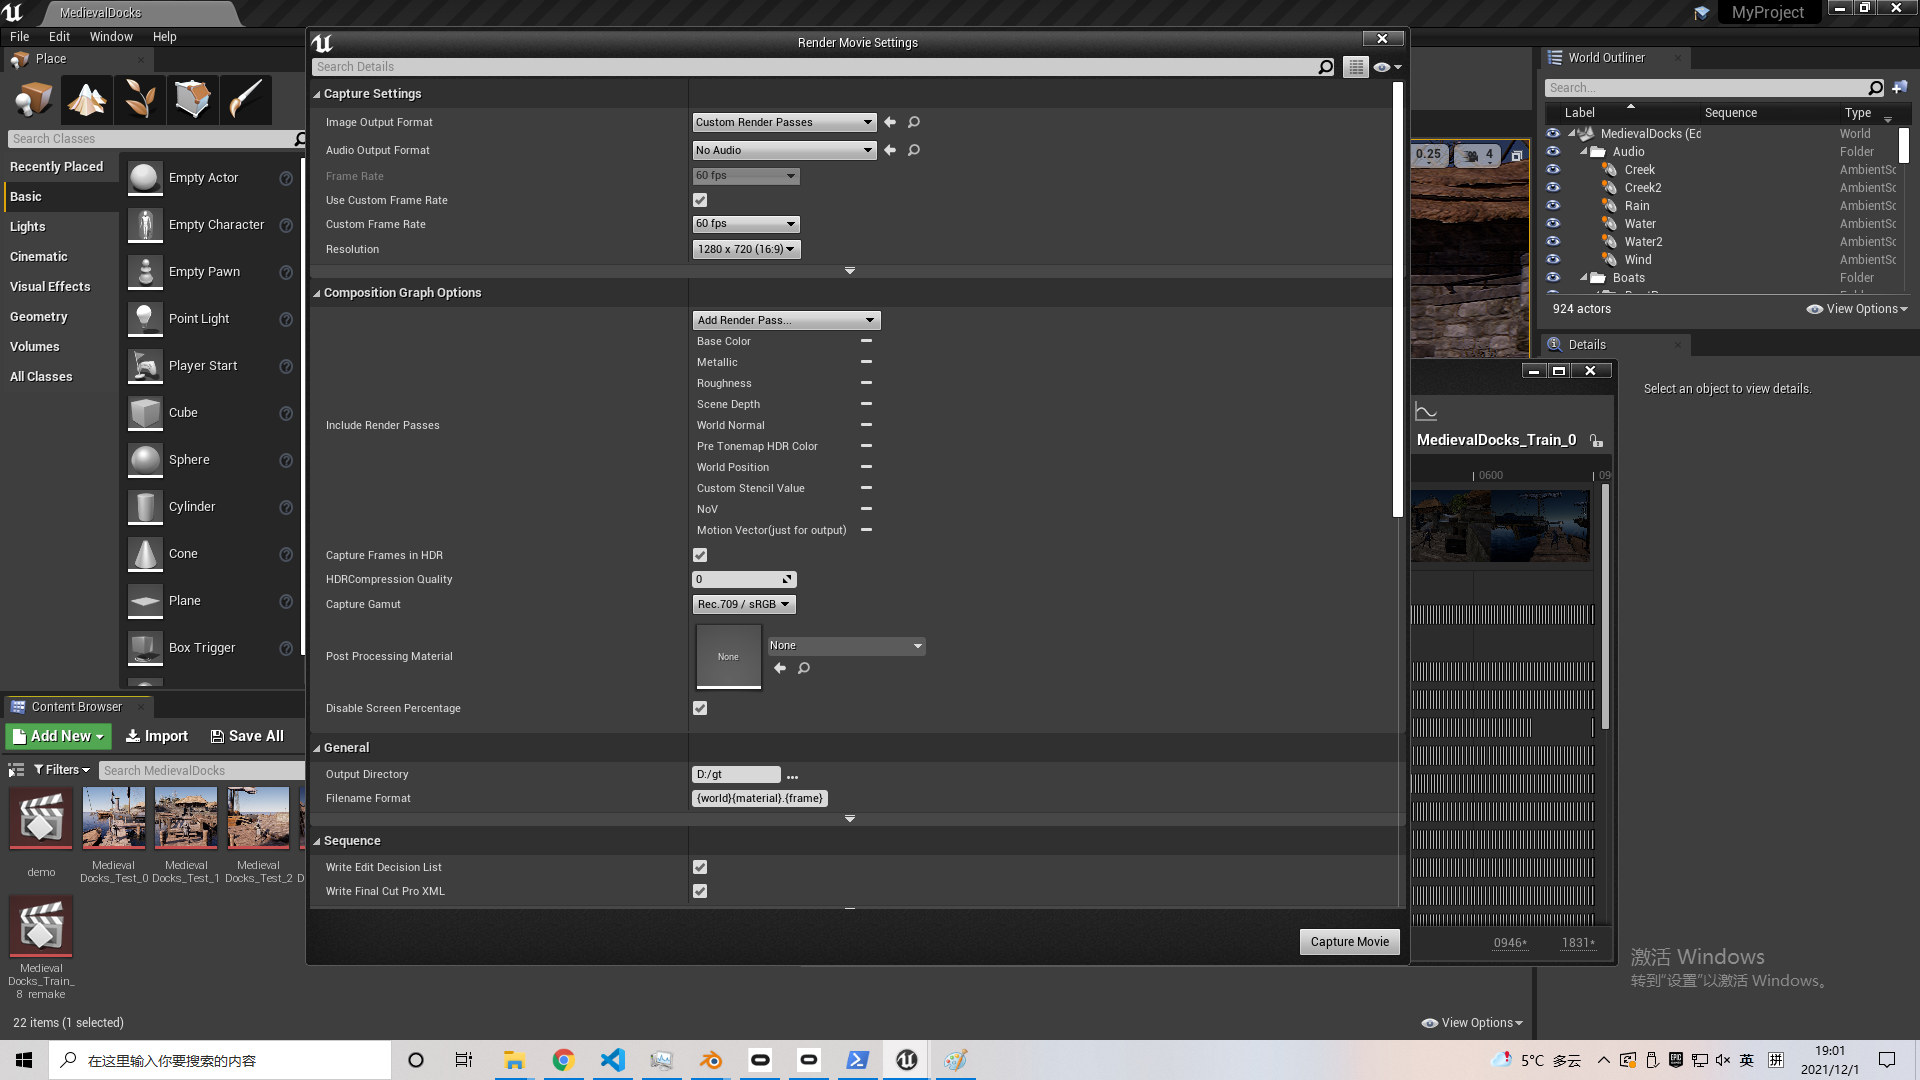 MedievalDocks
MyProject
File Edit Window Help
Place
Search Classes
Recently Placed
Basic
Lights
Cinematic
Visual Effects
Geometry
Volumes
All Classes
Empty Actor
Empty Character
Empty Pawn
Point Light
Player Start
Cube
Sphere
Cylinder
Cone
Plane
Box Trigger
Render Movie Settings
Search Details
Capture Settings
Image Output Format Custom Render Passes
Audio Output Format No Audio
Frame Rate 60 fps
Use Custom Frame Rate
Custom Frame Rate 60 fps
Resolution 1280 x 720 (16:9)
Composition Graph Options
Add Render Pass...
Base Color
Metallic
Roughness
Scene Depth
Include Render Passes World Normal
Pre Tonemap HDR Color
World Position
Custom Stencil Value
NoV
Motion Vector(just for output)
Capture Frames in HDR
HDRCompression Quality 0
Capture Gamut Rec.709 / sRGB
Post Processing Material None None
Disable Screen Percentage
General
Output Directory D:/gt ...
Filename Format {world}{material}.{frame}
Sequence
Write Edit Decision List
Write Final Cut Pro XML
Capture Movie
0.25 4
World Outliner
Search...
Label Sequence Type
MedievalDocks (Ed World
Audio Folder
Creek AmbientSc
Creek2 AmbientSc
Rain AmbientSc
Water AmbientSc
Water2 AmbientSc
Wind AmbientSc
Boats Folder
924 actors View Options
Details
Select an object to view details.
MedievalDocks_Train_0
0600 09
0946* 1831*
Content Browser
Add New Import Save All
Filters Search MedievalDocks
demo
Medieval Docks_Test_0
Medieval Docks_Test_1
Medieval Docks_Test_2
D
Medieval
Docks_Train_
8_remake
22 items (1 selected)
View Options
激活 Windows
转到"设置"以激活 Windows。
在这里输入你要搜索的内容
5°C 多云
英
拼
19:01
2021/12/1